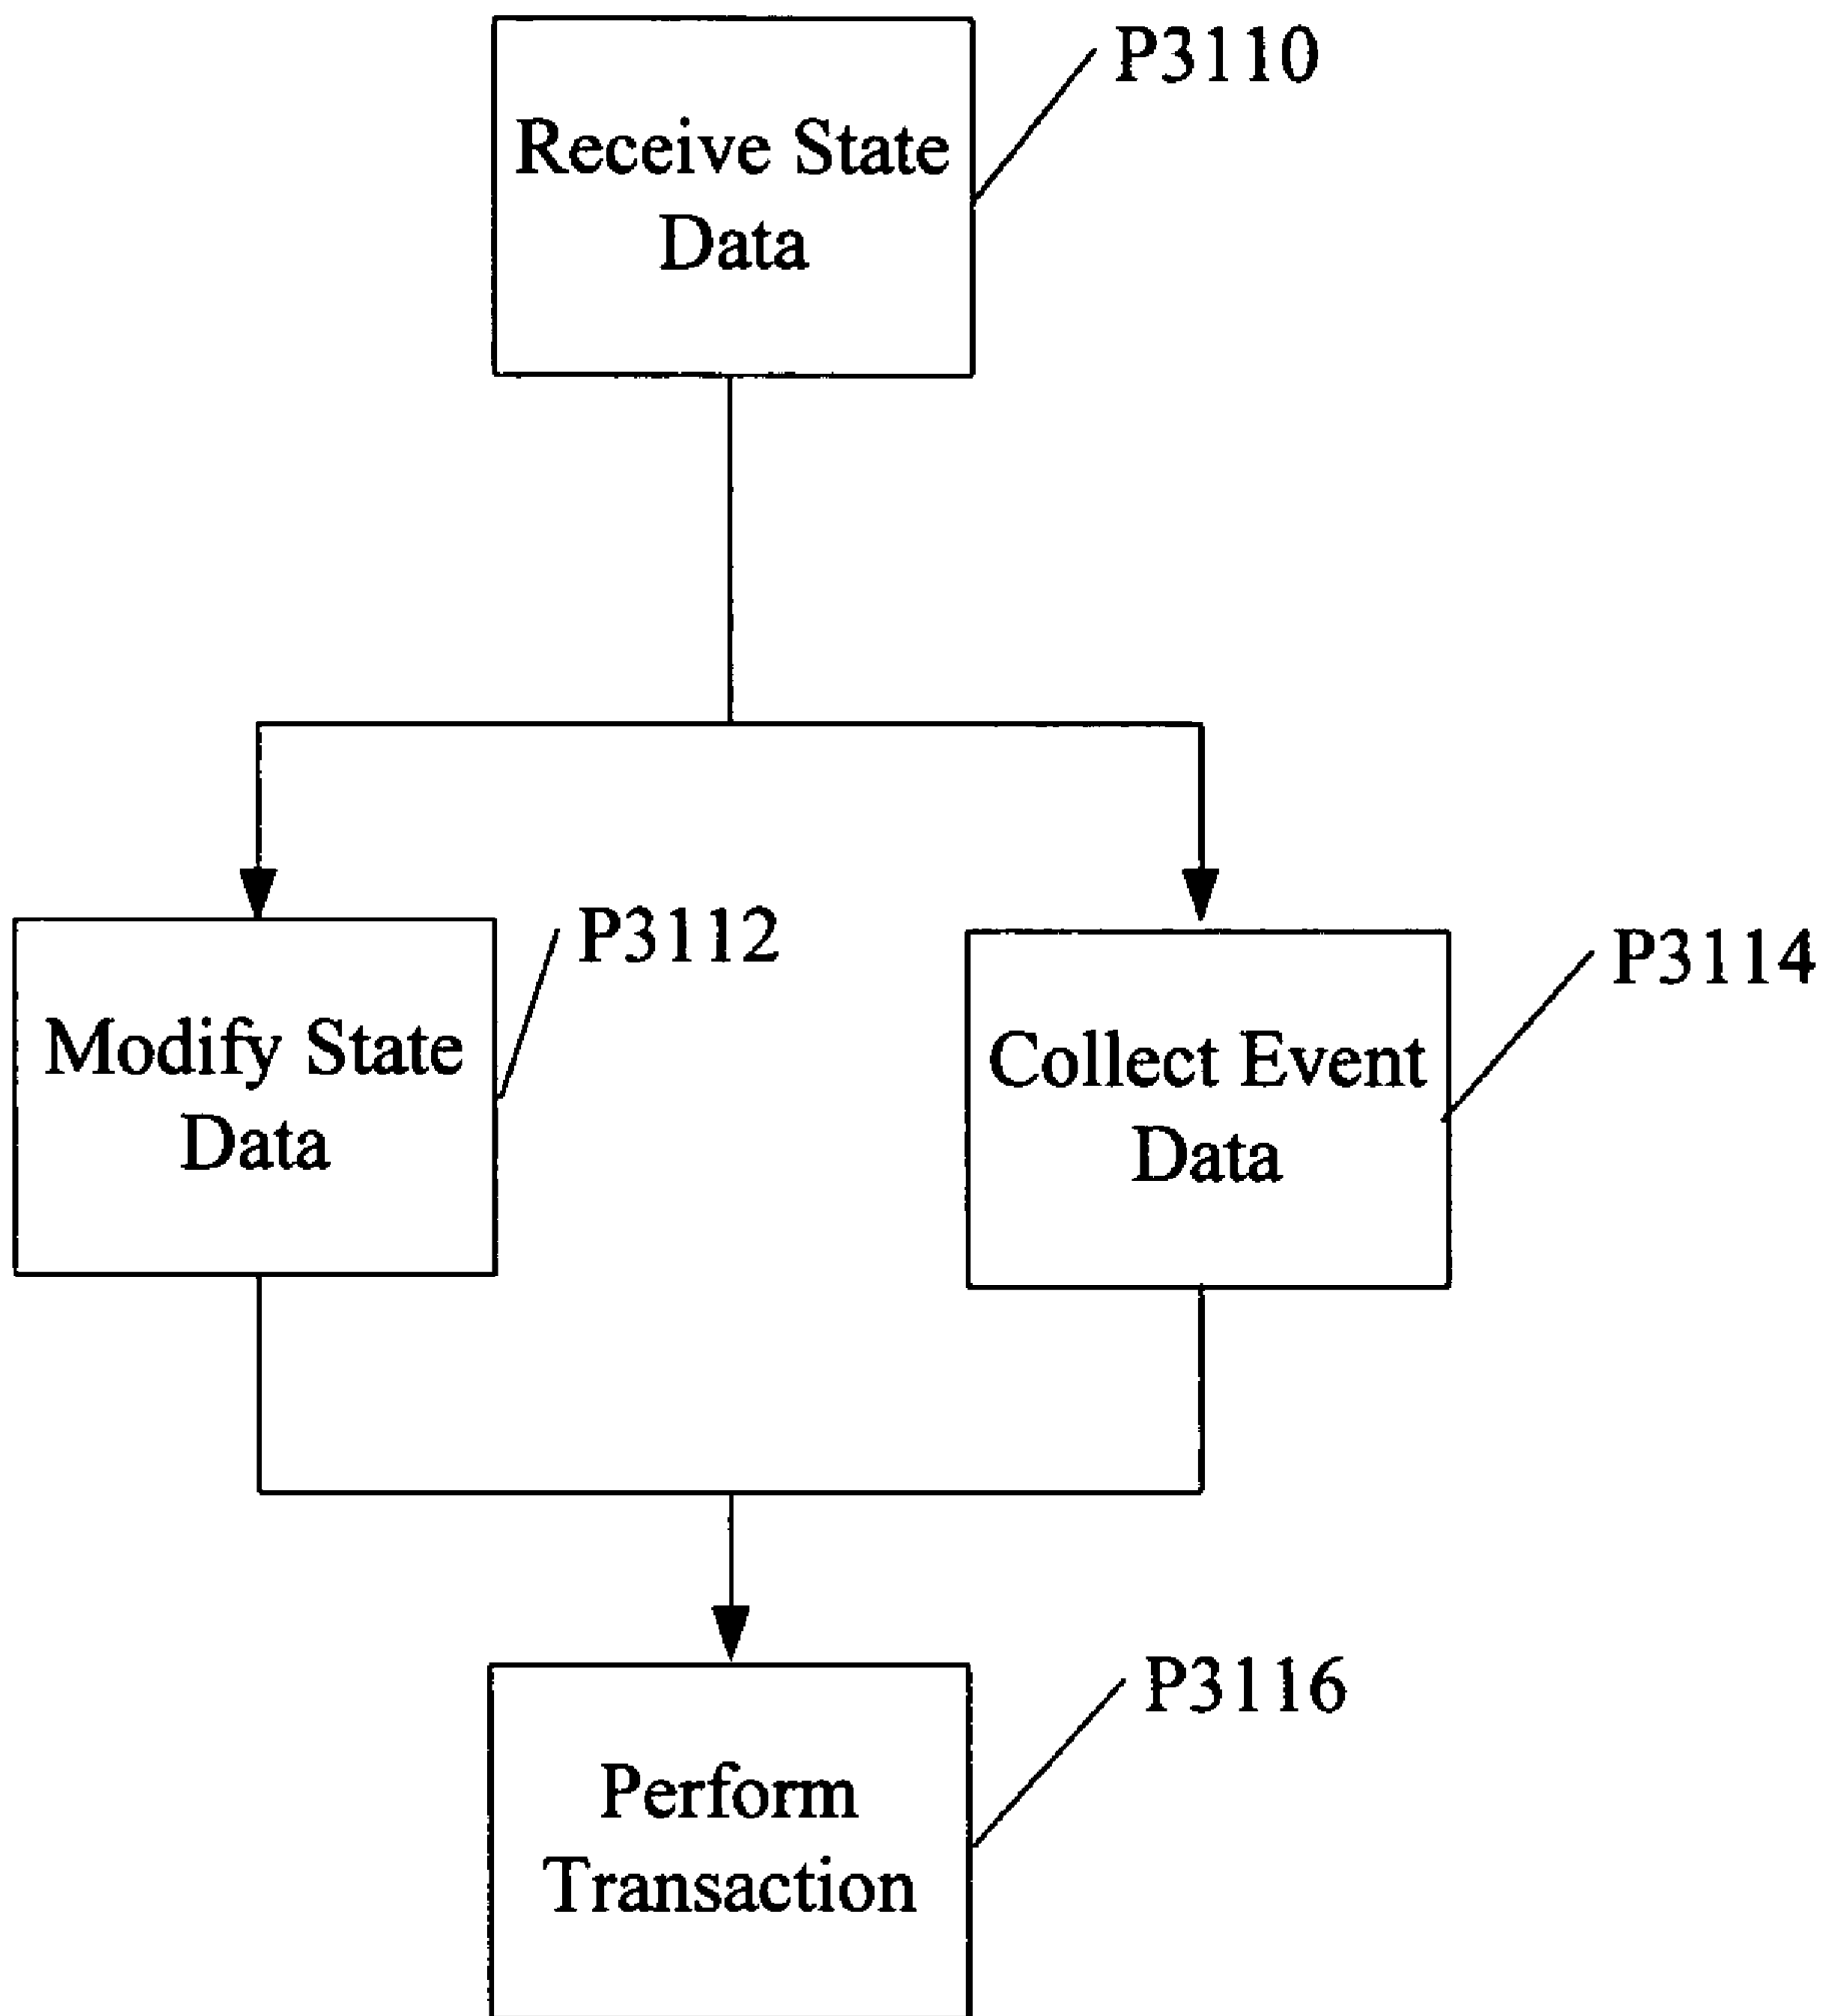 P3110
Receive State
Data
P3112
Modify State
Data
P3114
Collect Event
Data
P3116
Perform
Transaction